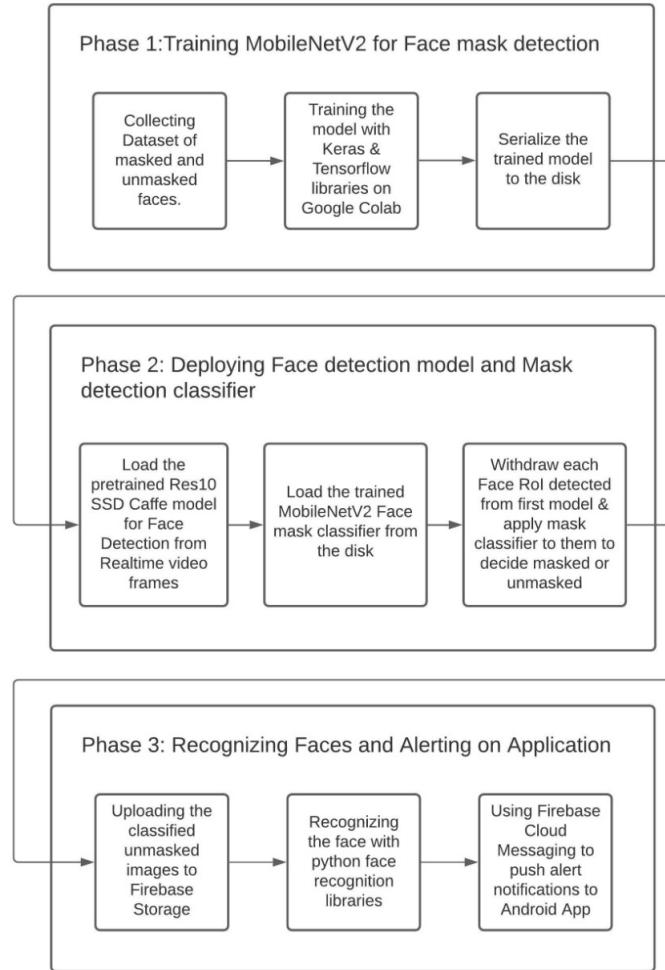 Phase 1:Training MobileNetV2 for Face mask detection
Collecting
Dataset of
masked and
unmasked
faces.
Training the
model with
Keras &
Tensorflow
libraries on
Google Colab
Serialize the
trained model
to the disk
Phase 2: Deploying Face detection model and Mask
detection classifier
Load the
pretrained Res10
SSD Caffe model
for Face
Detection from
Realtime video
frames
Load the trained
MobileNetV2 Face
mask classifier from
the disk
Withdraw each
Face RoI detected
from first model &
apply mask
classifier to them to
decide masked or
unmasked
Phase 3: Recognizing Faces and Alerting on Application
Uploading the
classified
unmasked
images to
Firebase
Storage
Recognizing
the face with
python face
recognition
libraries
Using Firebase
Cloud
Messaging to
push alert
notifications to
Android App